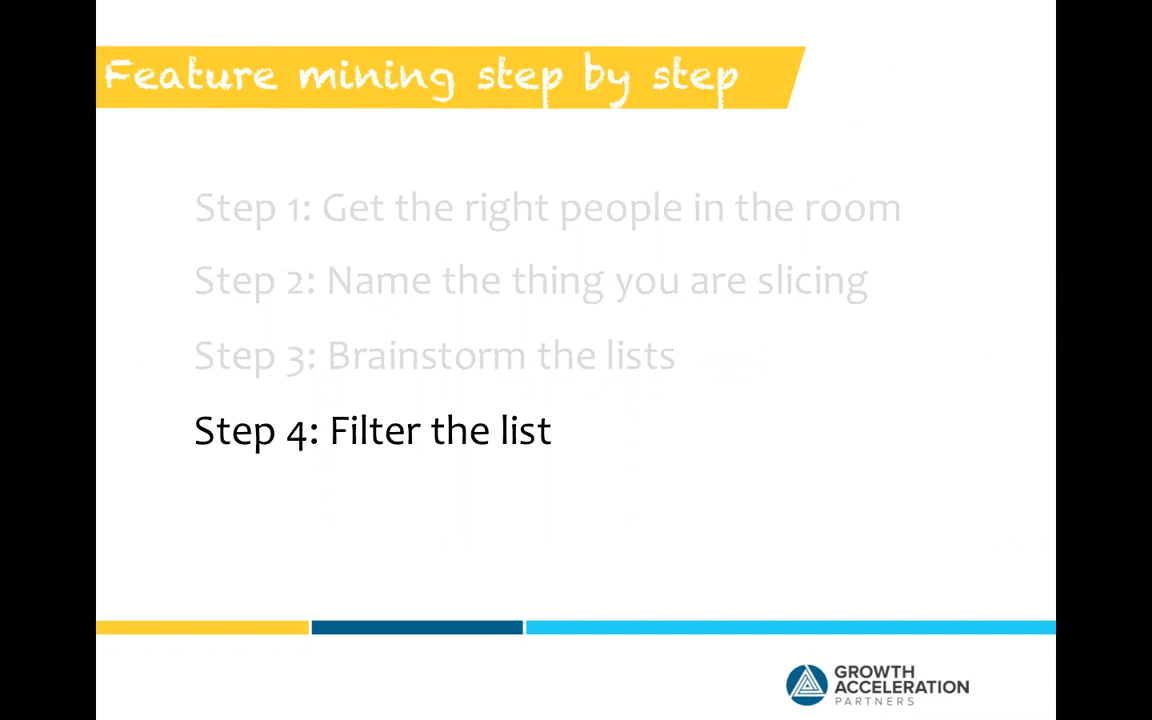 Feature mining step by step
Step 1: Get the right people in the room
Step 2: Name the thing you are slicing
Step 3: Brainstorm the lists
Step 4: Filter the list
GROWTH
ACCELERATION
PARTNERS